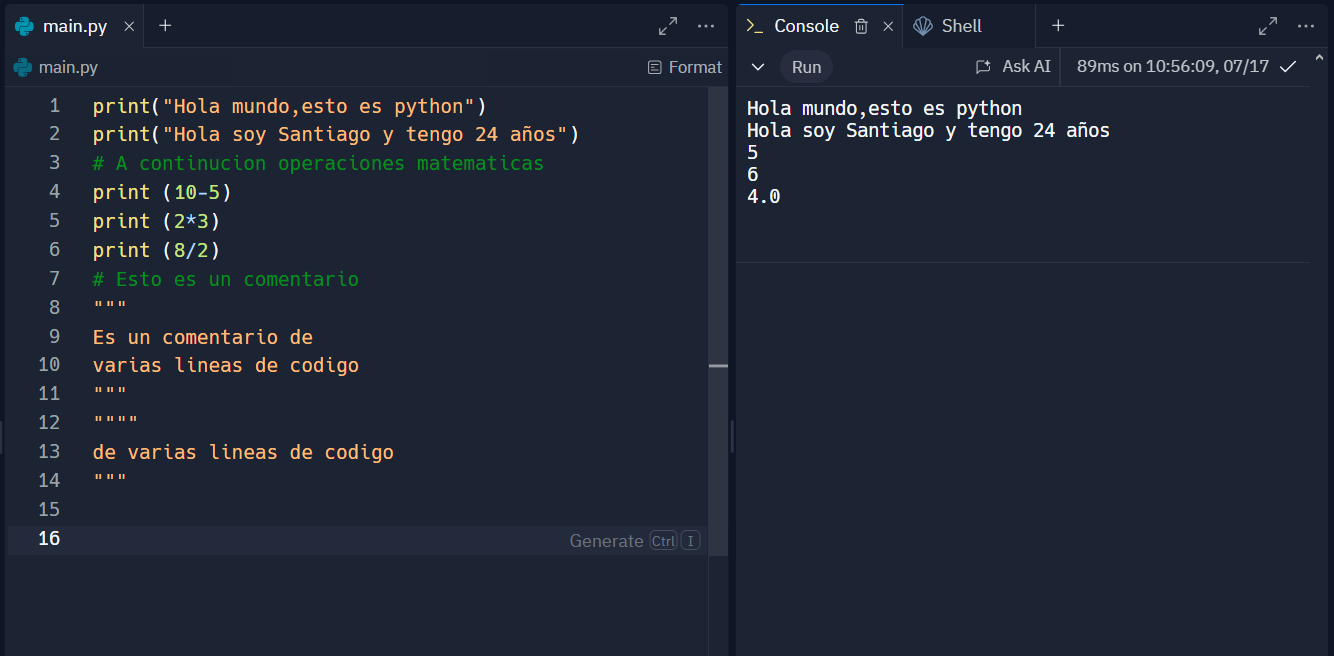 main.py
main.py
Format
1 print("Hola mundo,esto es python")
2 print("Hola soy Santiago y tengo 24 años")
3 # A continucion operaciones matematicas
4 print (10-5)
5 print (2*3)
6 print (8/2)
7 # Esto es un comentario
8 """
9 Es un comentario de
10 varias lineas de codigo
11 """
12 """"
13 de varias lineas de codigo
14 """
15
16 Generate Ctrl I
Console Shell
Run Ask AI 89ms on 10:56:09, 07/17
Hola mundo,esto es python
Hola soy Santiago y tengo 24 años
5
6
4.0